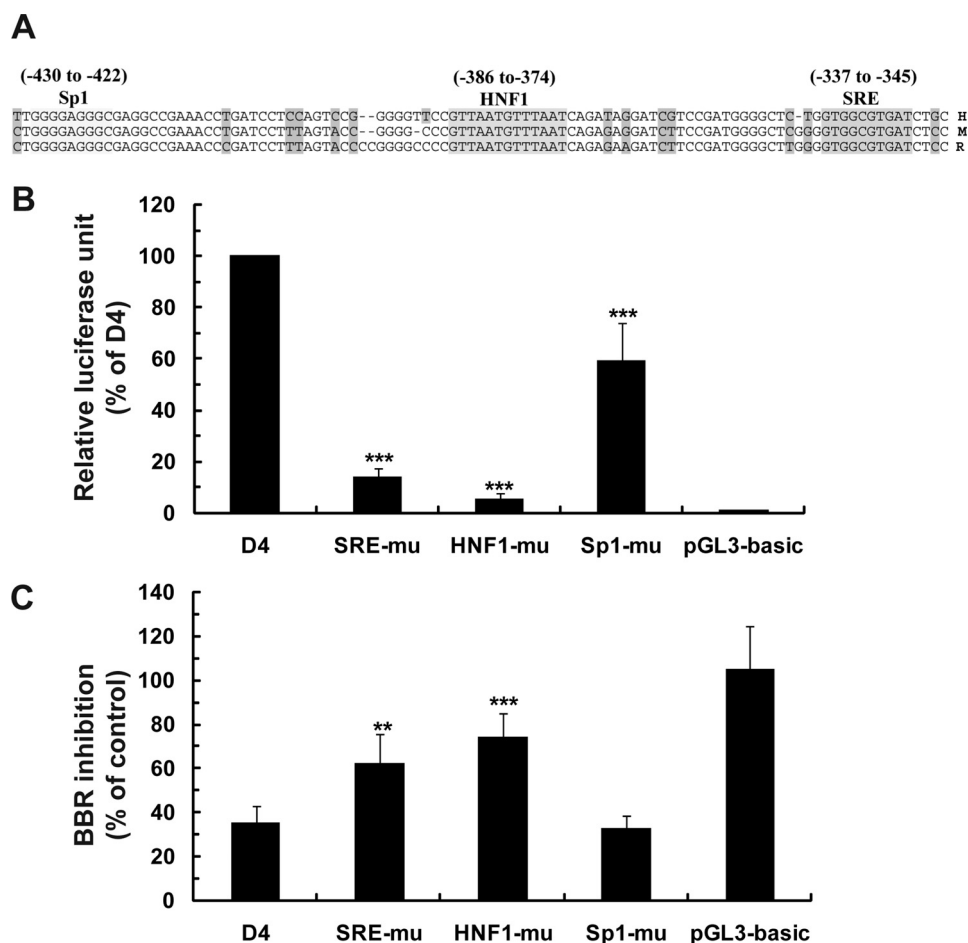 A
(-430 to -422) (-386 to-374) (-337 to -345)
Sp1 HNF1 SRE
TTGGGGAGGGCGAGGCCGAAACCTGATCCTCCAGTCCG--GGGGTTCCGTTAATGTTTAATCAGATAGGATCGTCCGATGGGGCTC-TGGTGGCGTGATCTGC H
CTGGGGAGGGCGAGGCCGAAACCTGATCCTTTAGTACC--GGGG-CCCGTTAATGTTTAATCAGAGAGGATCTTCCGATGGGGCTCGGGGTGGCGTGATCTCC M
CTGGGGAGGGCGAGGCCGAAACCCGATCCTTTAGTACCCCGGGGCCCCGTTAATGTTTAATCAGAGAAGATCTTCCGATGGGGCTTGGGGTGGCGTGATCTCC R
B
Relative luciferase unit
(% of D4)
120
100
80
60
40
20
0
***
***
***
D4 SRE-mu HNF1-mu Sp1-mu pGL3-basic
C
BBR inhibition
(% of control)
140
120
100
80
60
40
20
0
**
***
D4 SRE-mu HNF1-mu Sp1-mu pGL3-basic